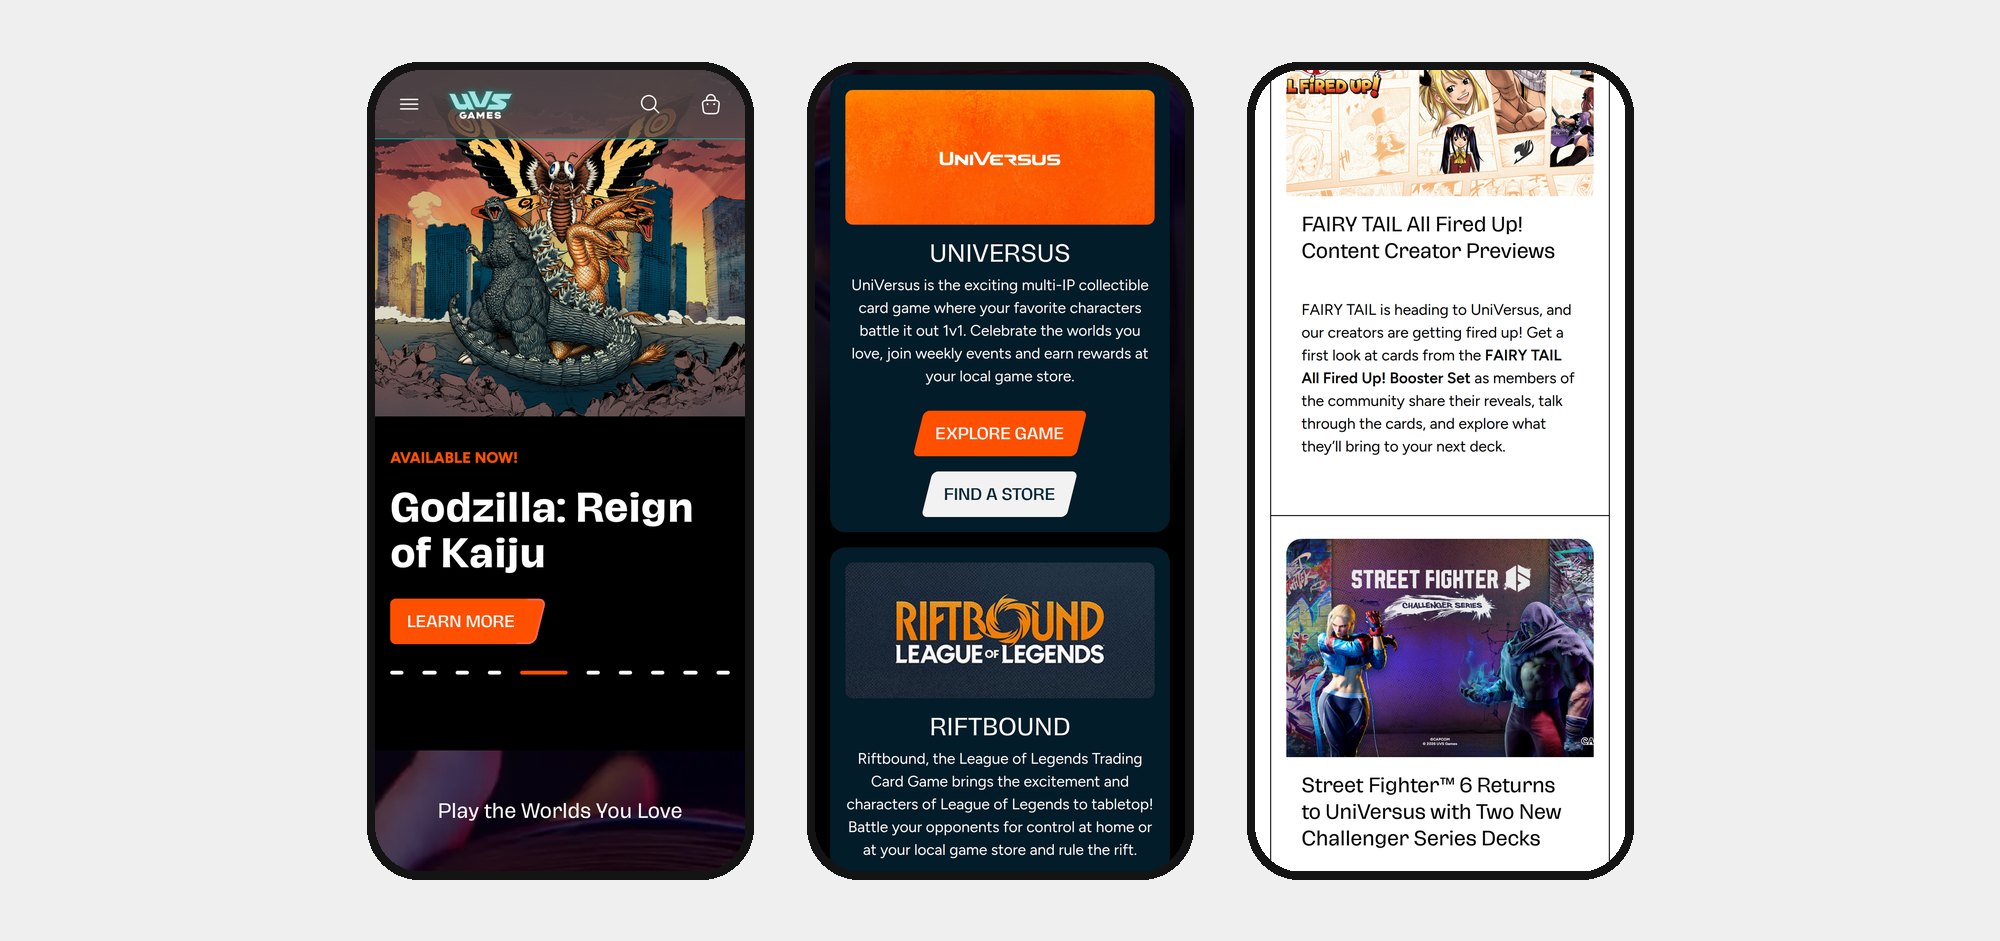 UVS
GAMES
AVAILABLE NOW!
Godzilla: Reign
of Kaiju
LEARN MORE
Play the Worlds You Love
UNIVERSUS
UNIVERSUS
UniVersus is the exciting multi-IP collectible
card game where your favorite characters
battle it out 1v1. Celebrate the worlds you
love, join weekly events and earn rewards at
your local game store.
EXPLORE GAME
FIND A STORE
RIFTBOUND
LEAGUE OF LEGENDS
RIFTBOUND
Riftbound, the League of Legends Trading
Card Game brings the excitement and
characters of League of Legends to tabletop!
Battle your opponents for control at home or
at your local game store and rule the rift.
L FIRED UP!
FAIRY TAIL All Fired Up!
Content Creator Previews
FAIRY TAIL is heading to UniVersus, and
our creators are getting fired up! Get a
first look at cards from the FAIRY TAIL
All Fired Up! Booster Set as members of
the community share their reveals, talk
through the cards, and explore what
they’ll bring to your next deck.
STREET FIGHTER 6
CHALLENGER SERIES
©CAPCOM
© 2026 UVS Games
CA
Street Fighter™ 6 Returns
to UniVersus with Two New
Challenger Series Decks